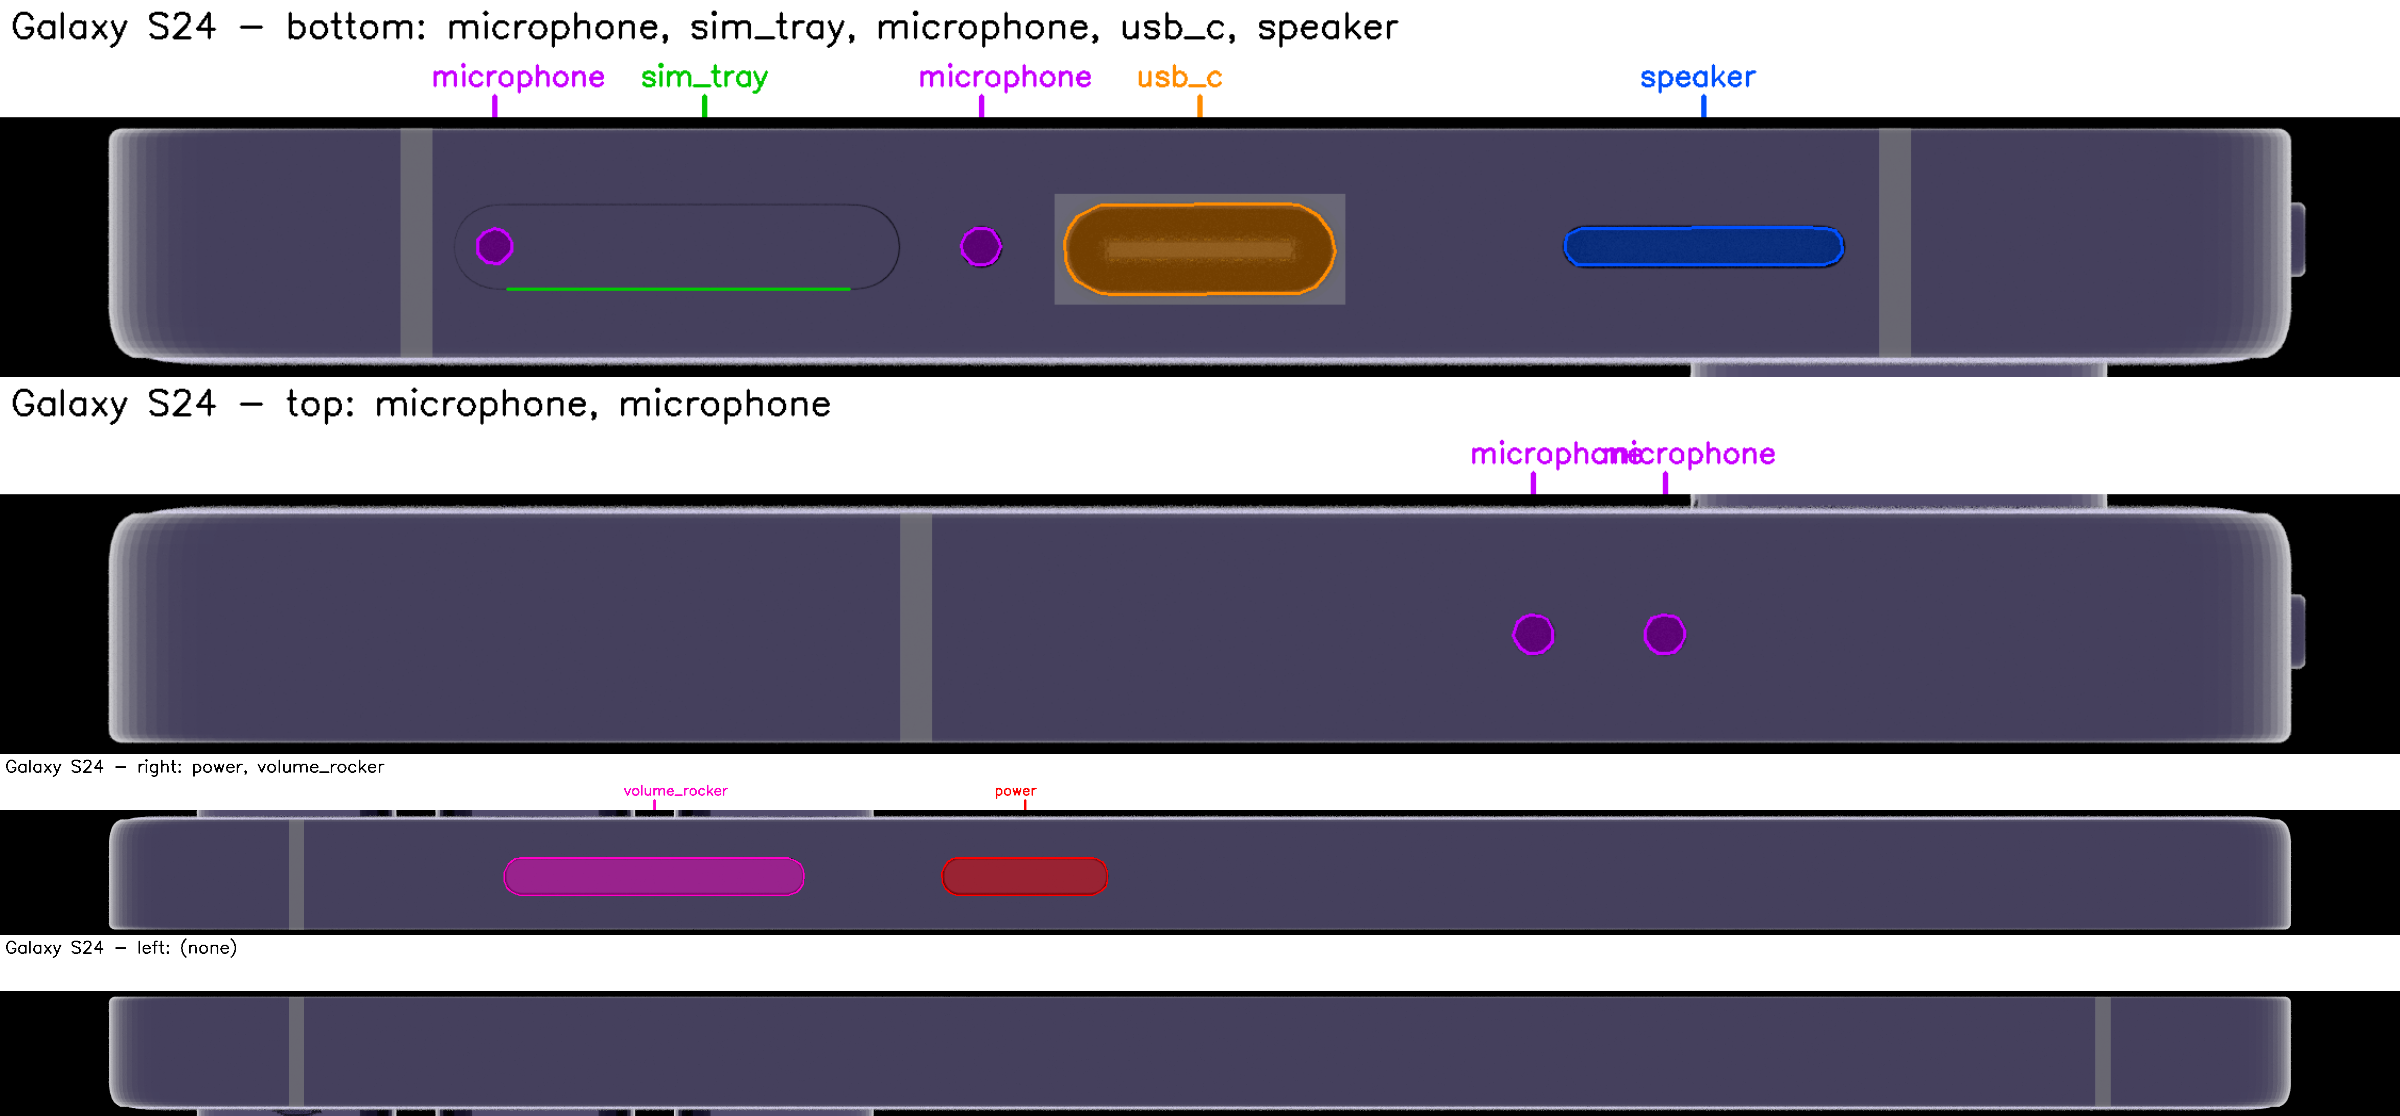 Galaxy S24 - bottom: microphone, sim_tray, microphone, usb_c, speaker
microphone sim_tray microphone usb_c speaker
Galaxy S24 - top: microphone, microphone
microphone microphone
Galaxy S24 - right: power, volume_rocker
volume_rocker power
Galaxy S24 - left: (none)